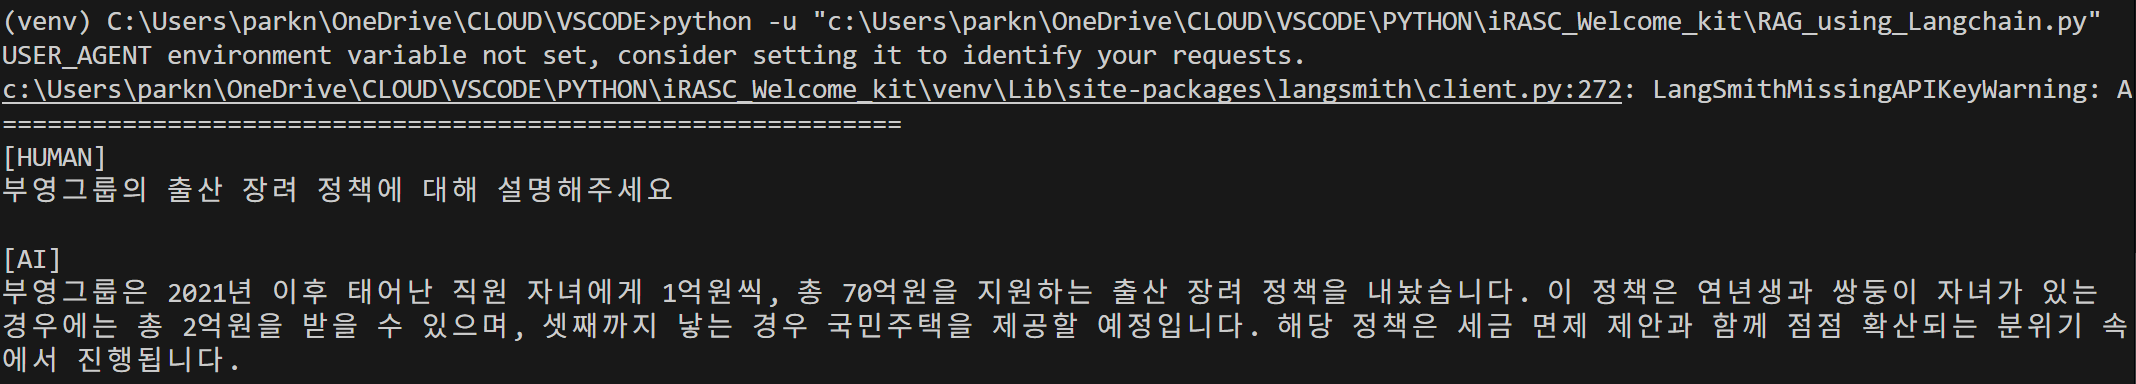 (venv) C:\Users\parkn\OneDrive\CLOUD\VSCODE>python -u "c:\Users\parkn\OneDrive\CLOUD\VSCODE\PYTHON\iRASC_Welcome_kit\RAG_using_Langchain.py"
USER_AGENT environment variable not set, consider setting it to identify your requests.
c:\Users\parkn\OneDrive\CLOUD\VSCODE\PYTHON\iRASC_Welcome_kit\venv\Lib\site-packages\langsmith\client.py:272: LangSmithMissingAPIKeyWarning: A
============================================================
[HUMAN]
부영그룹의 출산 장려 정책에 대해 설명해주세요
[AI]
부영그룹은 2021년 이후 태어난 직원 자녀에게 1억원씩, 총 70억원을 지원하는 출산 장려 정책을 내놨습니다. 이 정책은 연년생과 쌍둥이 자녀가 있는
경우에는 총 2억원을 받을 수 있으며, 셋째까지 낳는 경우 국민주택을 제공할 예정입니다. 해당 정책은 세금 면제 제안과 함께 점점 확산되는 분위기 속
에서 진행됩니다.